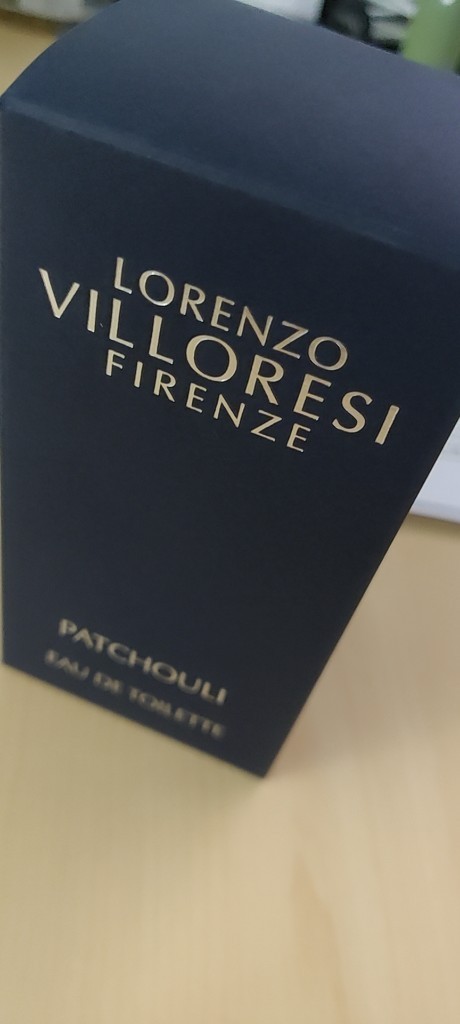 LORENZO
VILLORESI
FIRENZE
PATCHOULI
EAU DE TOILETTE